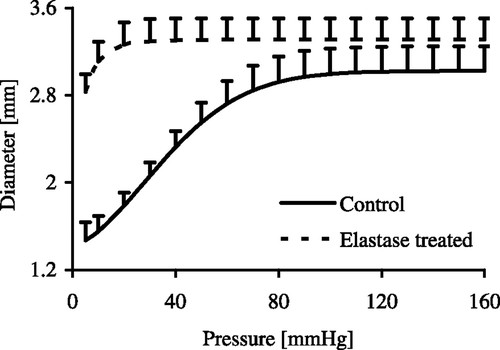 3.6
2.8
2
1.2
Diameter [mm]
Control
Elastase treated
0 40 80 120 160
Pressure [mmHg]